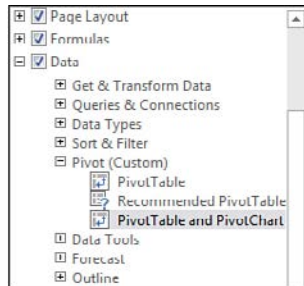 Page Layout
Formulas
Data
Get & Transform Data
Queries & Connections
Data Types
Sort & Filter
Pivot (Custom)
PivotTable
Recommended PivotTable
PivotTable and PivotChart
Data Tools
Forecast
Outline